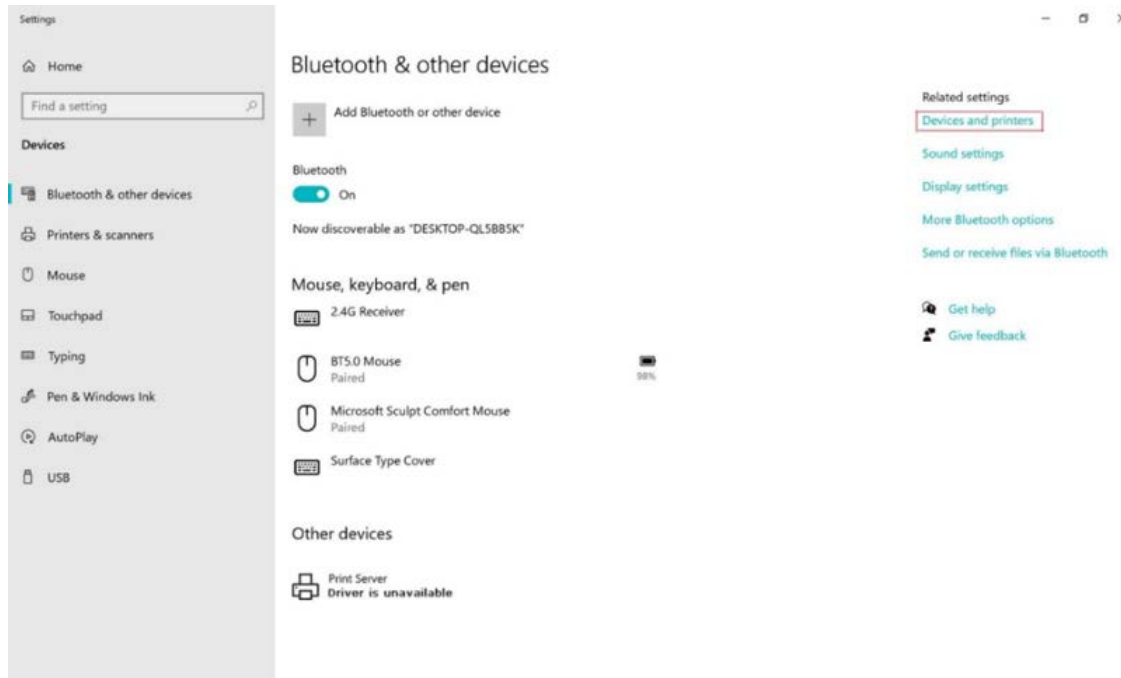 Settings
Home
Find a setting
Devices
Bluetooth & other devices
Printers & scanners
Mouse
Touchpad
Typing
Pen & Windows Ink
AutoPlay
USB
Bluetooth & other devices
Add Bluetooth or other device
Bluetooth
On
Now discoverable as "DESKTOP-QL5BB5K"
Mouse, keyboard, & pen
2.4G Receiver
BT5.0 Mouse
Paired
98%
Microsoft Sculpt Comfort Mouse
Paired
Surface Type Cover
Other devices
Print Server
Driver is unavailable
Related settings
Devices and printers
Sound settings
Display settings
More Bluetooth options
Send or receive files via Bluetooth
Get help
Give feedback